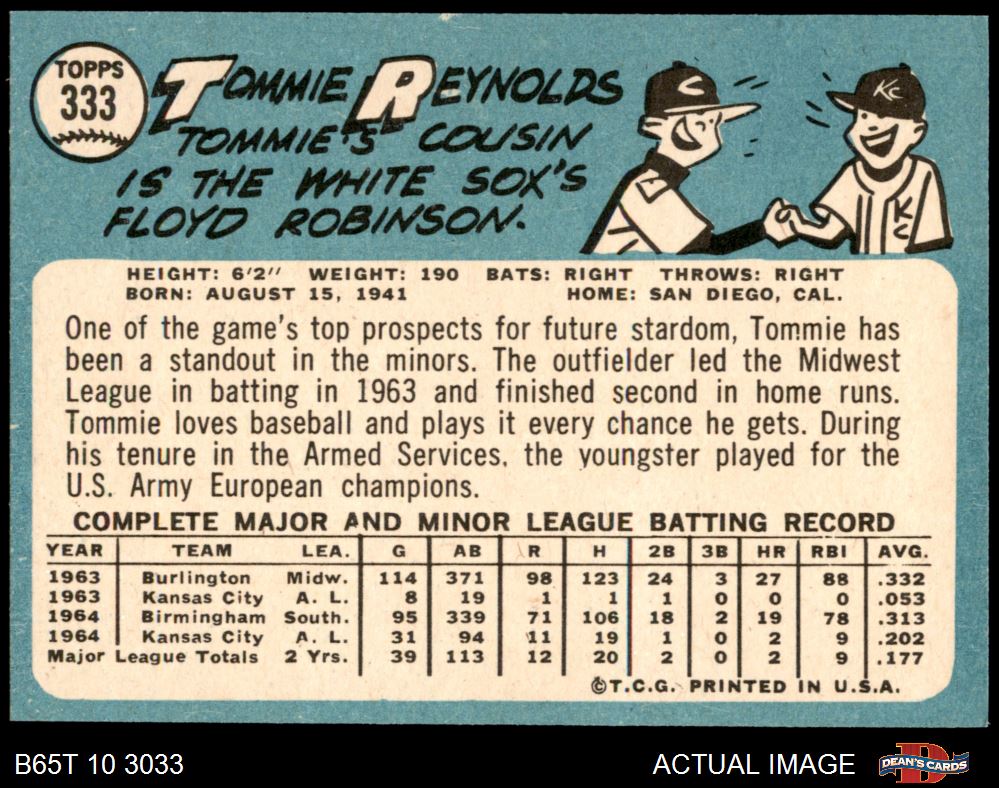 TOPPS
333
TOMMIE REYNOLDS
TOMMIE'S COUSIN
IS THE WHITE SOX'S
FLOYD ROBINSON.
C
KC
KC
HEIGHT: 6'2" WEIGHT: 190 BATS: RIGHT THROWS: RIGHT
BORN: AUGUST 15, 1941 HOME: SAN DIEGO, CAL.
One of the game's top prospects for future stardom, Tommie has
been a standout in the minors. The outfielder led the Midwest
League in batting in 1963 and finished second in home runs.
Tommie loves baseball and plays it every chance he gets. During
his tenure in the Armed Services, the youngster played for the
U.S. Army European champions.
COMPLETE MAJOR AND MINOR LEAGUE BATTING RECORD
YEAR TEAM LEA. G AB R H 2B 3B HR RBI AVG.
1963 Burlington Midw. 114 371 98 123 24 3 27 88 .332
1963 Kansas City A. L. 8 19 1 1 1 0 0 0 .053
1964 Birmingham South. 95 339 71 106 18 2 19 78 .313
1964 Kansas City A. L. 31 94 11 19 1 0 2 9 .202
Major League Totals 2 Yrs. 39 113 12 20 2 0 2 9 .177
©T.C.G. PRINTED IN U.S.A.
B65T 10 3033 ACTUAL IMAGE
D
DEAN'S CARDS